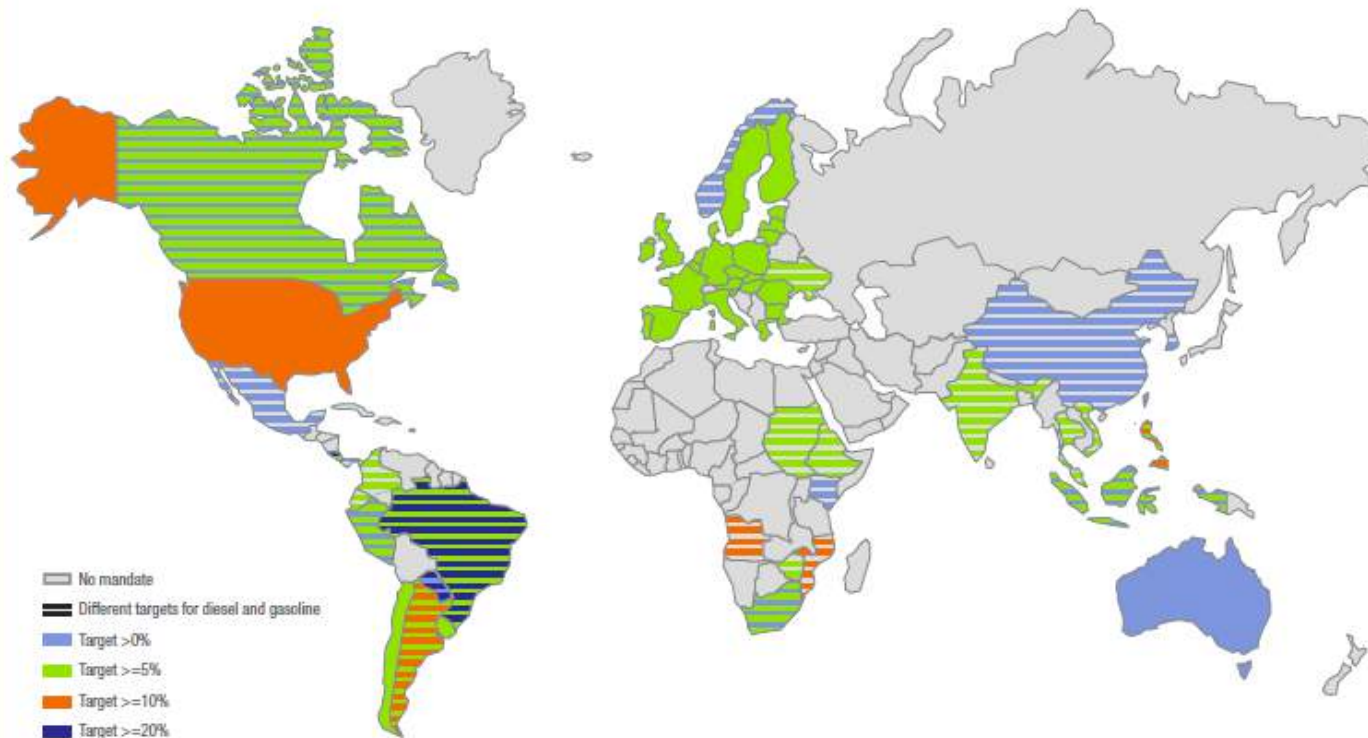 No mandate
Different targets for diesel and gasoline
Target >0%
Target >=5%
Target >=10%
Target >=20%